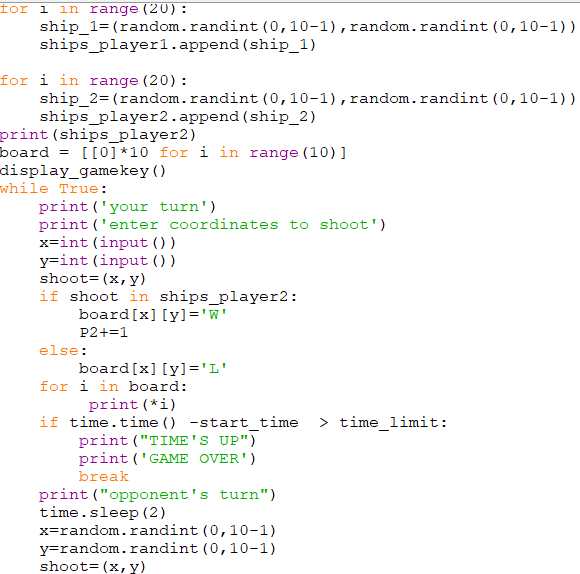 for i in range(20):
    ship_1=(random.randint(0,10-1),random.randint(0,10-1))
    ships_player1.append(ship_1)

for i in range(20):
    ship_2=(random.randint(0,10-1),random.randint(0,10-1))
    ships_player2.append(ship_2)
print(ships_player2)
board = [[0]*10 for i in range(10)]
display_gamekey()
while True:
    print('your turn')
    print('enter coordinates to shoot')
    x=int(input())
    y=int(input())
    shoot=(x,y)
    if shoot in ships_player2:
        board[x][y]='W'
        P2+=1
    else:
        board[x][y]='L'
    for i in board:
         print(*i)
    if time.time() -start_time  > time_limit:
        print("TIME'S UP")
        print('GAME OVER')
        break
    print("opponent's turn")
    time.sleep(2)
    x=random.randint(0,10-1)
    y=random.randint(0,10-1)
    shoot=(x,y)